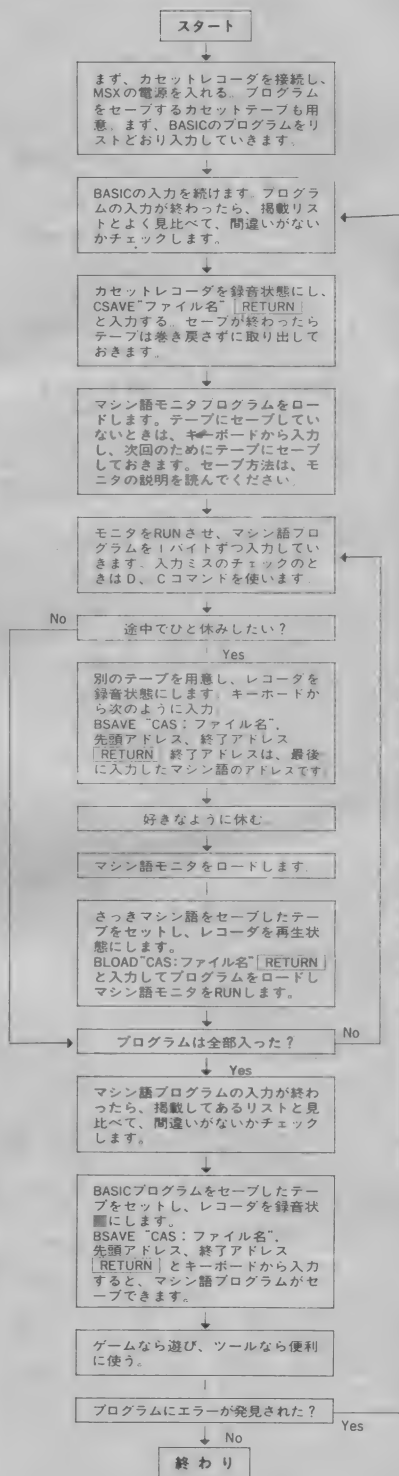 スタート
まず、カセットレコーダを接続し、
MSXの電源を入れる。プログラム
をセーブするカセットテープも用
意。まず、BASICのプログラムをリ
ストどおり入力していきます。
BASICの入力を続けます。プログラ
ムの入力が終わったら、掲載リス
トとよく見比べて、間違いがない
かチェックします。
カセットレコーダを録音状態にし、
CSAVE"ファイル名" RETURN
と入力する。セーブが終わったら
テープは巻き戻さずに取り出して
おきます。
マシン語モニタプログラムをロー
ドします。テープにセーブしてい
ないときは、キーボードから入力
し、次回のためにテープにセーブ
しておきます。セーブ方法は、モ
ニタの説明を読んでください。
モニタをRUNさせ、マシン語プロ
グラムを1バイトずつ入力してい
きます。入力ミスのチェックのと
きはD、Cコマンドを使います。
No
途中でひと休みしたい?
Yes
別のテープを用意し、レコーダを
録音状態にします。キーボードか
ら次のように入力
BSAVE "CAS:ファイル名",
先頭アドレス、終了アドレス
RETURN 終了アドレスは、最後
に入力したマシン語のアドレスです
好きなように休む。
マシン語モニタをロードします。
さっきマシン語をセーブしたテー
プをセットし、レコーダを再生状
態にします。
BLOAD"CAS:ファイル名" RETURN
と入力してプログラムをロードし
マシン語モニタをRUNします。
プログラムは全部入った?
No
Yes
マシン語プログラムの入力が終わ
ったら、掲載してあるリストと見
比べて、間違いがないかチェック
します。
BASICプログラムをセーブしたテー
プをセットし、レコーダを録音状
にします。
BSAVE "CAS:ファイル名",
先頭アドレス、終了アドレス
RETURN とキーボードから入力
すると、マシン語プログラムがセ
ーブできます。
ゲームなら遊び、ツールなら便利
に使う。
プログラムにエラーが発見された?
Yes
No
終わり